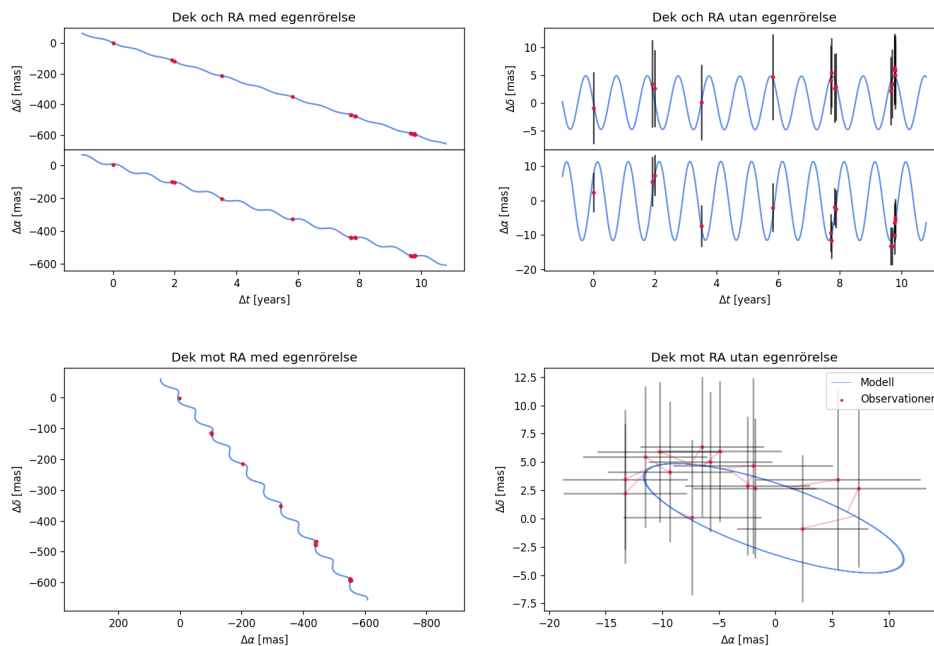 Dek och RA med egenrörelse
Δδ [mas]
0
−200
−400
−600
Δα [mas]
0
−200
−400
−600
0 2 4 6 8 10
Δt [years]
Dek och RA utan egenrörelse
Δδ [mas]
10
5
0
−5
Δα [mas]
10
0
−10
−20
0 2 4 6 8 10
Δt [years]
Dek mot RA med egenrörelse
Δδ [mas]
0
−100
−200
−300
−400
−500
−600
200 0 −200 −400 −600 −800
Δα [mas]
Dek mot RA utan egenrörelse
Δδ [mas]
12.5
10.0
7.5
5.0
2.5
0.0
−2.5
−5.0
−7.5
Modell
Observationer
−20 −15 −10 −5 0 5 10
Δα [mas]